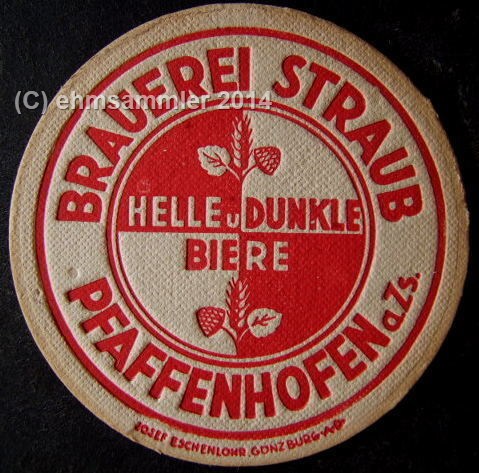 BRAUEREI STRAUB
(C) ehmsammler 2014
HELLE u DUNKLE
BIERE
PFAFFENHOFEN a.Zs.
JOSEF ESCHENLOHR, GÜNZBURG-A/D.